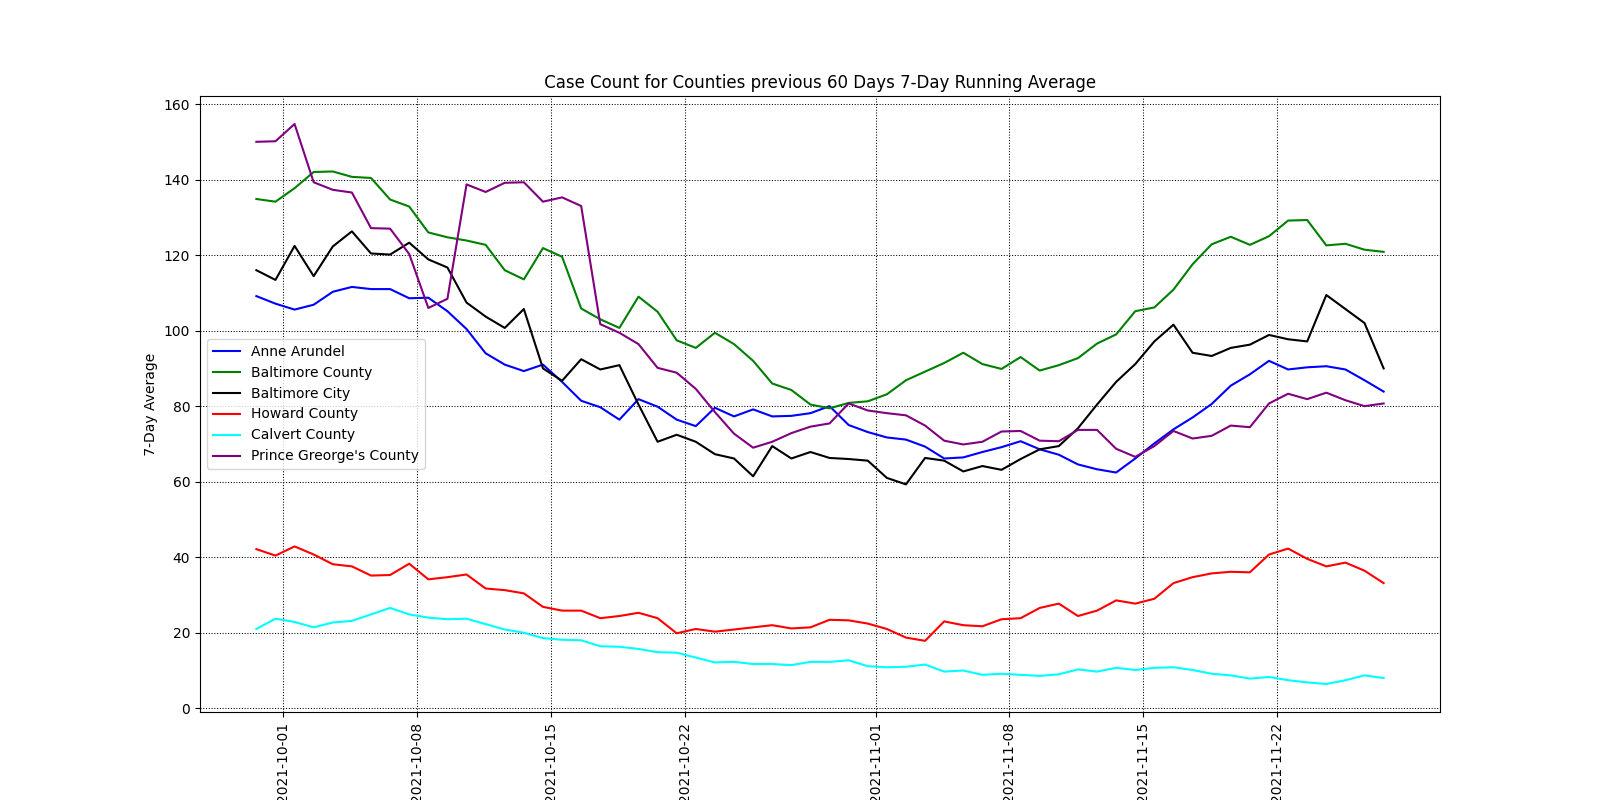 Case Count for Counties previous 60 Days 7-Day Running Average
160
140
120
100
80
60
40
20
0
7-Day Average
Anne Arundel
Baltimore County
Baltimore City
Howard County
Calvert County
Prince Greorge's County
2021-10-01
2021-10-08
2021-10-15
2021-10-22
2021-11-01
2021-11-08
2021-11-15
2021-11-22